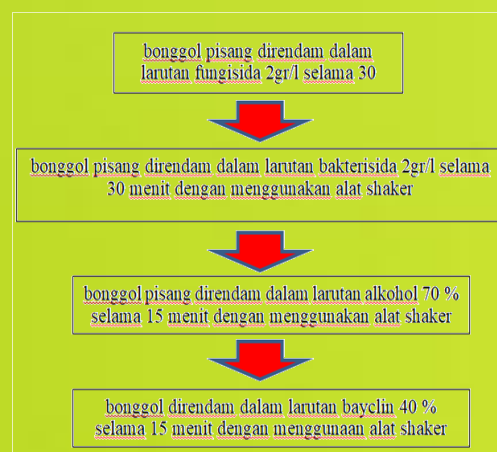 bonggol pisang direndam dalam
larutan fungisida 2gr/l selama 30
bonggol pisang direndam dalam larutan bakterisida 2gr/l selama
30 menit dengan menggunakan alat shaker
bonggol pisang direndam dalam larutan alkohol 70 %
selama 15 menit dengan menggunakan alat shaker
bonggol direndam dalam larutan bayclin 40 %
selama 15 menit dengan menggunaan alat shaker